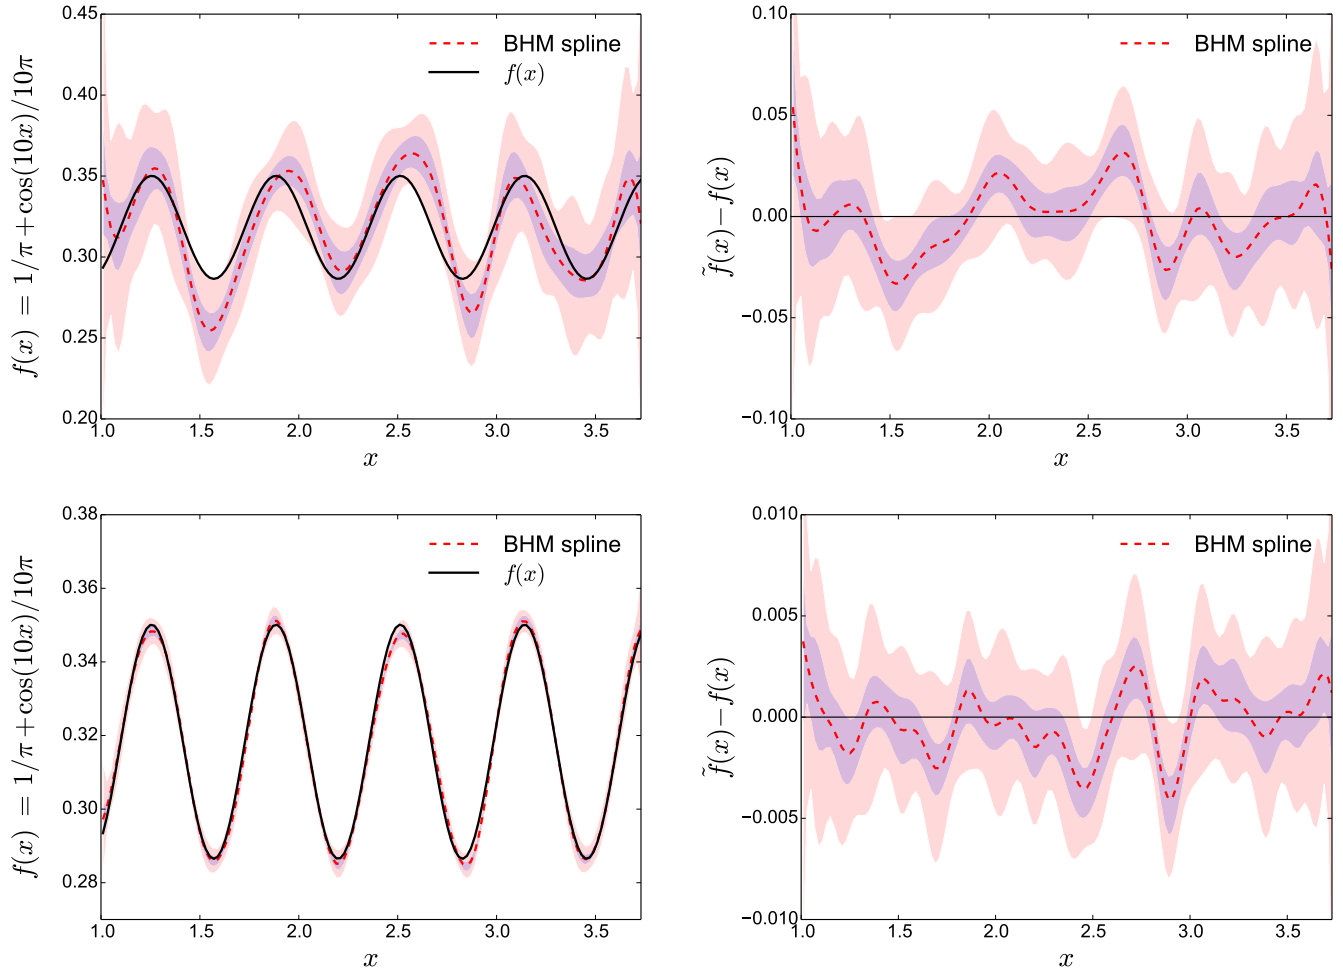 f(x) = 1/π + cos(10x)/10π
0.45
0.40
0.35
0.30
0.25
0.20
1.0 1.5 2.0 2.5 3.0 3.5
x
BHM spline
f(x)
f̃(x) − f(x)
0.10
0.05
0.00
−0.05
−0.10
1.0 1.5 2.0 2.5 3.0 3.5
x
BHM spline
f(x) = 1/π + cos(10x)/10π
0.38
0.36
0.34
0.32
0.30
0.28
1.0 1.5 2.0 2.5 3.0 3.5
x
BHM spline
f(x)
f̃(x) − f(x)
0.010
0.005
0.000
−0.005
−0.010
1.0 1.5 2.0 2.5 3.0 3.5
x
BHM spline